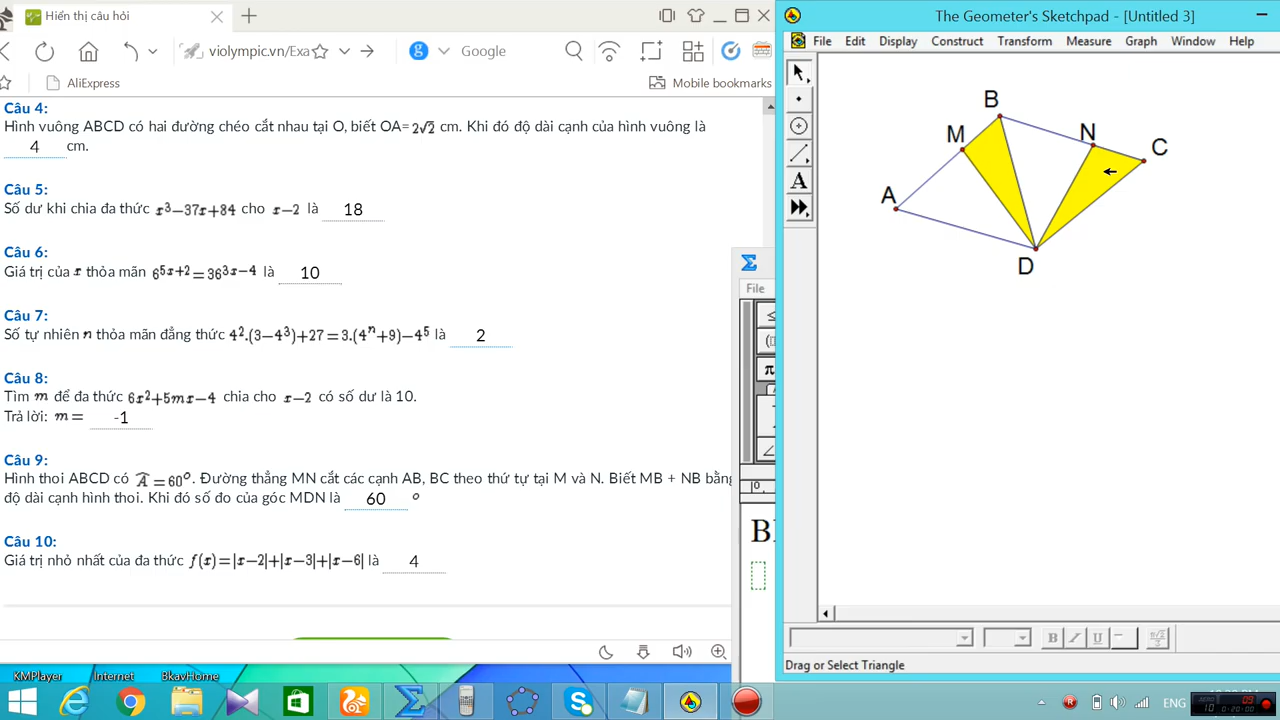 Hiển thị câu hỏi
violympic.vn/Exa
Google
AliExpress
Mobile bookmarks
Câu 4:
Hình vuông ABCD có hai đường chéo cắt nhau tại O, biết OA= 2√2 cm. Khi đó độ dài cạnh của hình vuông là
4 cm.
Câu 5:
Số dư khi chia đa thức x³−37x+84 cho x−2 là 18
Câu 6:
Giá trị của x thỏa mãn 6⁵ˣ⁺²=36³ˣ⁻⁴ là 10
Câu 7:
Số tự nhiên n thỏa mãn đẳng thức 4².(3−4³)+27=3.(4ⁿ+9)−4⁵ là 2
Câu 8:
Tìm m để đa thức 6x²+5mx−4 chia cho x−2 có số dư là 10.
Trả lời: m= -1
Câu 9:
Hình thoi ABCD có Â=60⁰. Đường thẳng MN cắt các cạnh AB, BC theo thứ tự tại M và N. Biết MB + NB bằng
độ dài cạnh hình thoi. Khi đó số đo của góc MDN là 60 o
Câu 10:
Giá trị nhỏ nhất của đa thức f(x)=|x−2|+|x−3|+|x−6| là 4
File
The Geometer's Sketchpad - [Untitled 3]
File Edit Display Construct Transform Measure Graph Window Help
B
M
N
C
A
D
B I U
Drag or Select Triangle
KMPlayer Internet BkavHome
ENG